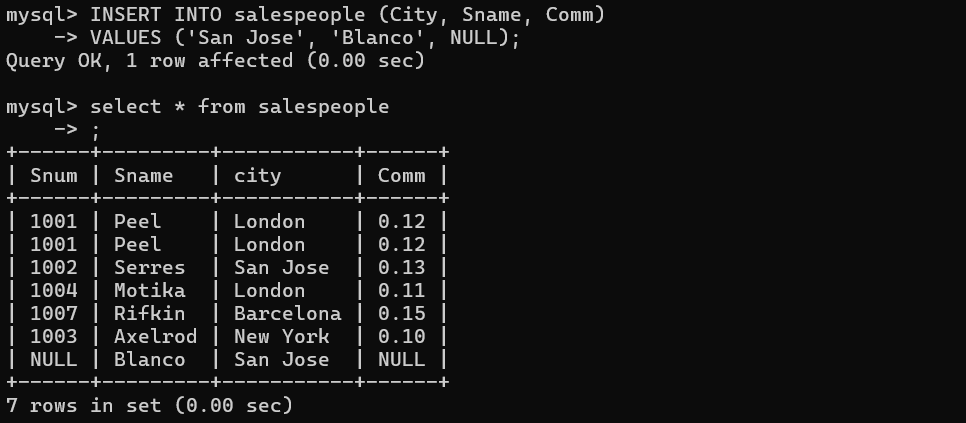 mysql> INSERT INTO salespeople (City, Sname, Comm)
    -> VALUES ('San Jose', 'Blanco', NULL);
Query OK, 1 row affected (0.00 sec)

mysql> select * from salespeople
    -> ;
+------+---------+-----------+------+
| Snum | Sname   | city      | Comm |
+------+---------+-----------+------+
| 1001 | Peel    | London    | 0.12 |
| 1001 | Peel    | London    | 0.12 |
| 1002 | Serres  | San Jose  | 0.13 |
| 1004 | Motika  | London    | 0.11 |
| 1007 | Rifkin  | Barcelona | 0.15 |
| 1003 | Axelrod | New York  | 0.10 |
| NULL | Blanco  | San Jose  | NULL |
+------+---------+-----------+------+
7 rows in set (0.00 sec)